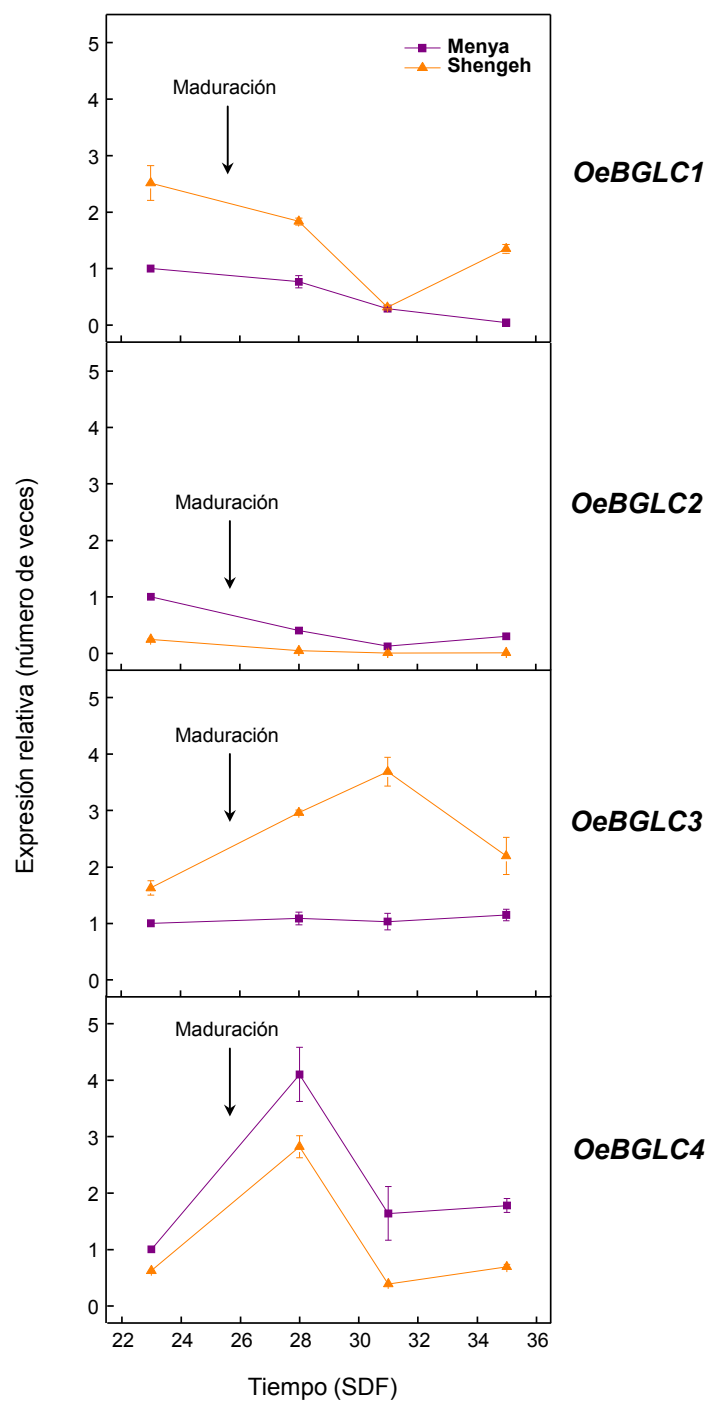 5
Menya
Shengeh
Maduración
4
3
OeBGLC1
2
1
0
5
4
3
Maduración
OeBGLC2
2
1
0
Expresión relativa (número de veces)
5
Maduración
4
3
OeBGLC3
2
1
0
5
Maduración
4
3
OeBGLC4
2
1
0
22 24 26 28 30 32 34 36
Tiempo (SDF)